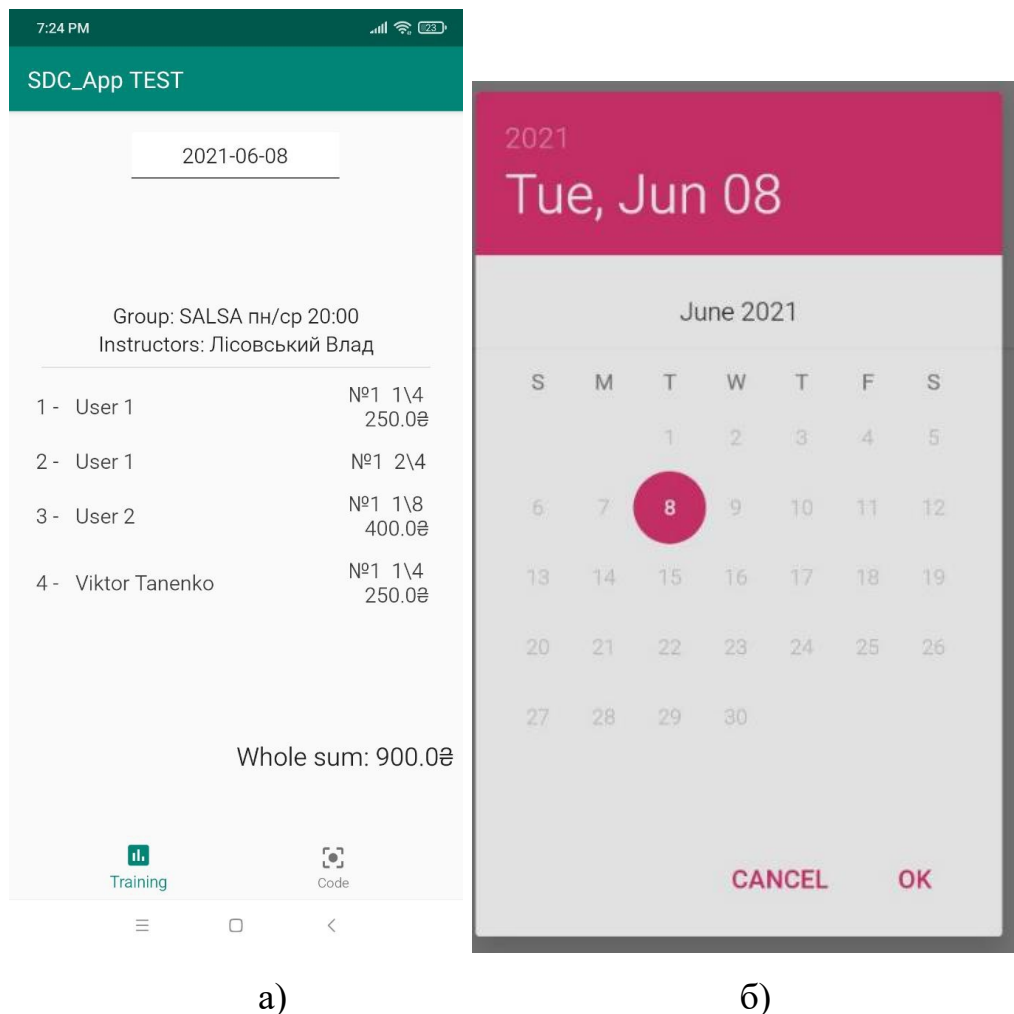 7:24 PM
23
SDC_App TEST
2021-06-08
Group: SALSA пн/ср 20:00
Instructors: Лісовський Влад
1 - User 1 №1 1\4
250.0₴
2 - User 1 №1 2\4
3 - User 2 №1 1\8
400.0₴
4 - Viktor Tanenko №1 1\4
250.0₴
Whole sum: 900.0₴
Training Code
а)
2021
Tue, Jun 08
June 2021
S M T W T F S
1 2 3 4 5
6 7 8 9 10 11 12
13 14 15 16 17 18 19
20 21 22 23 24 25 26
27 28 29 30
CANCEL OK
б)